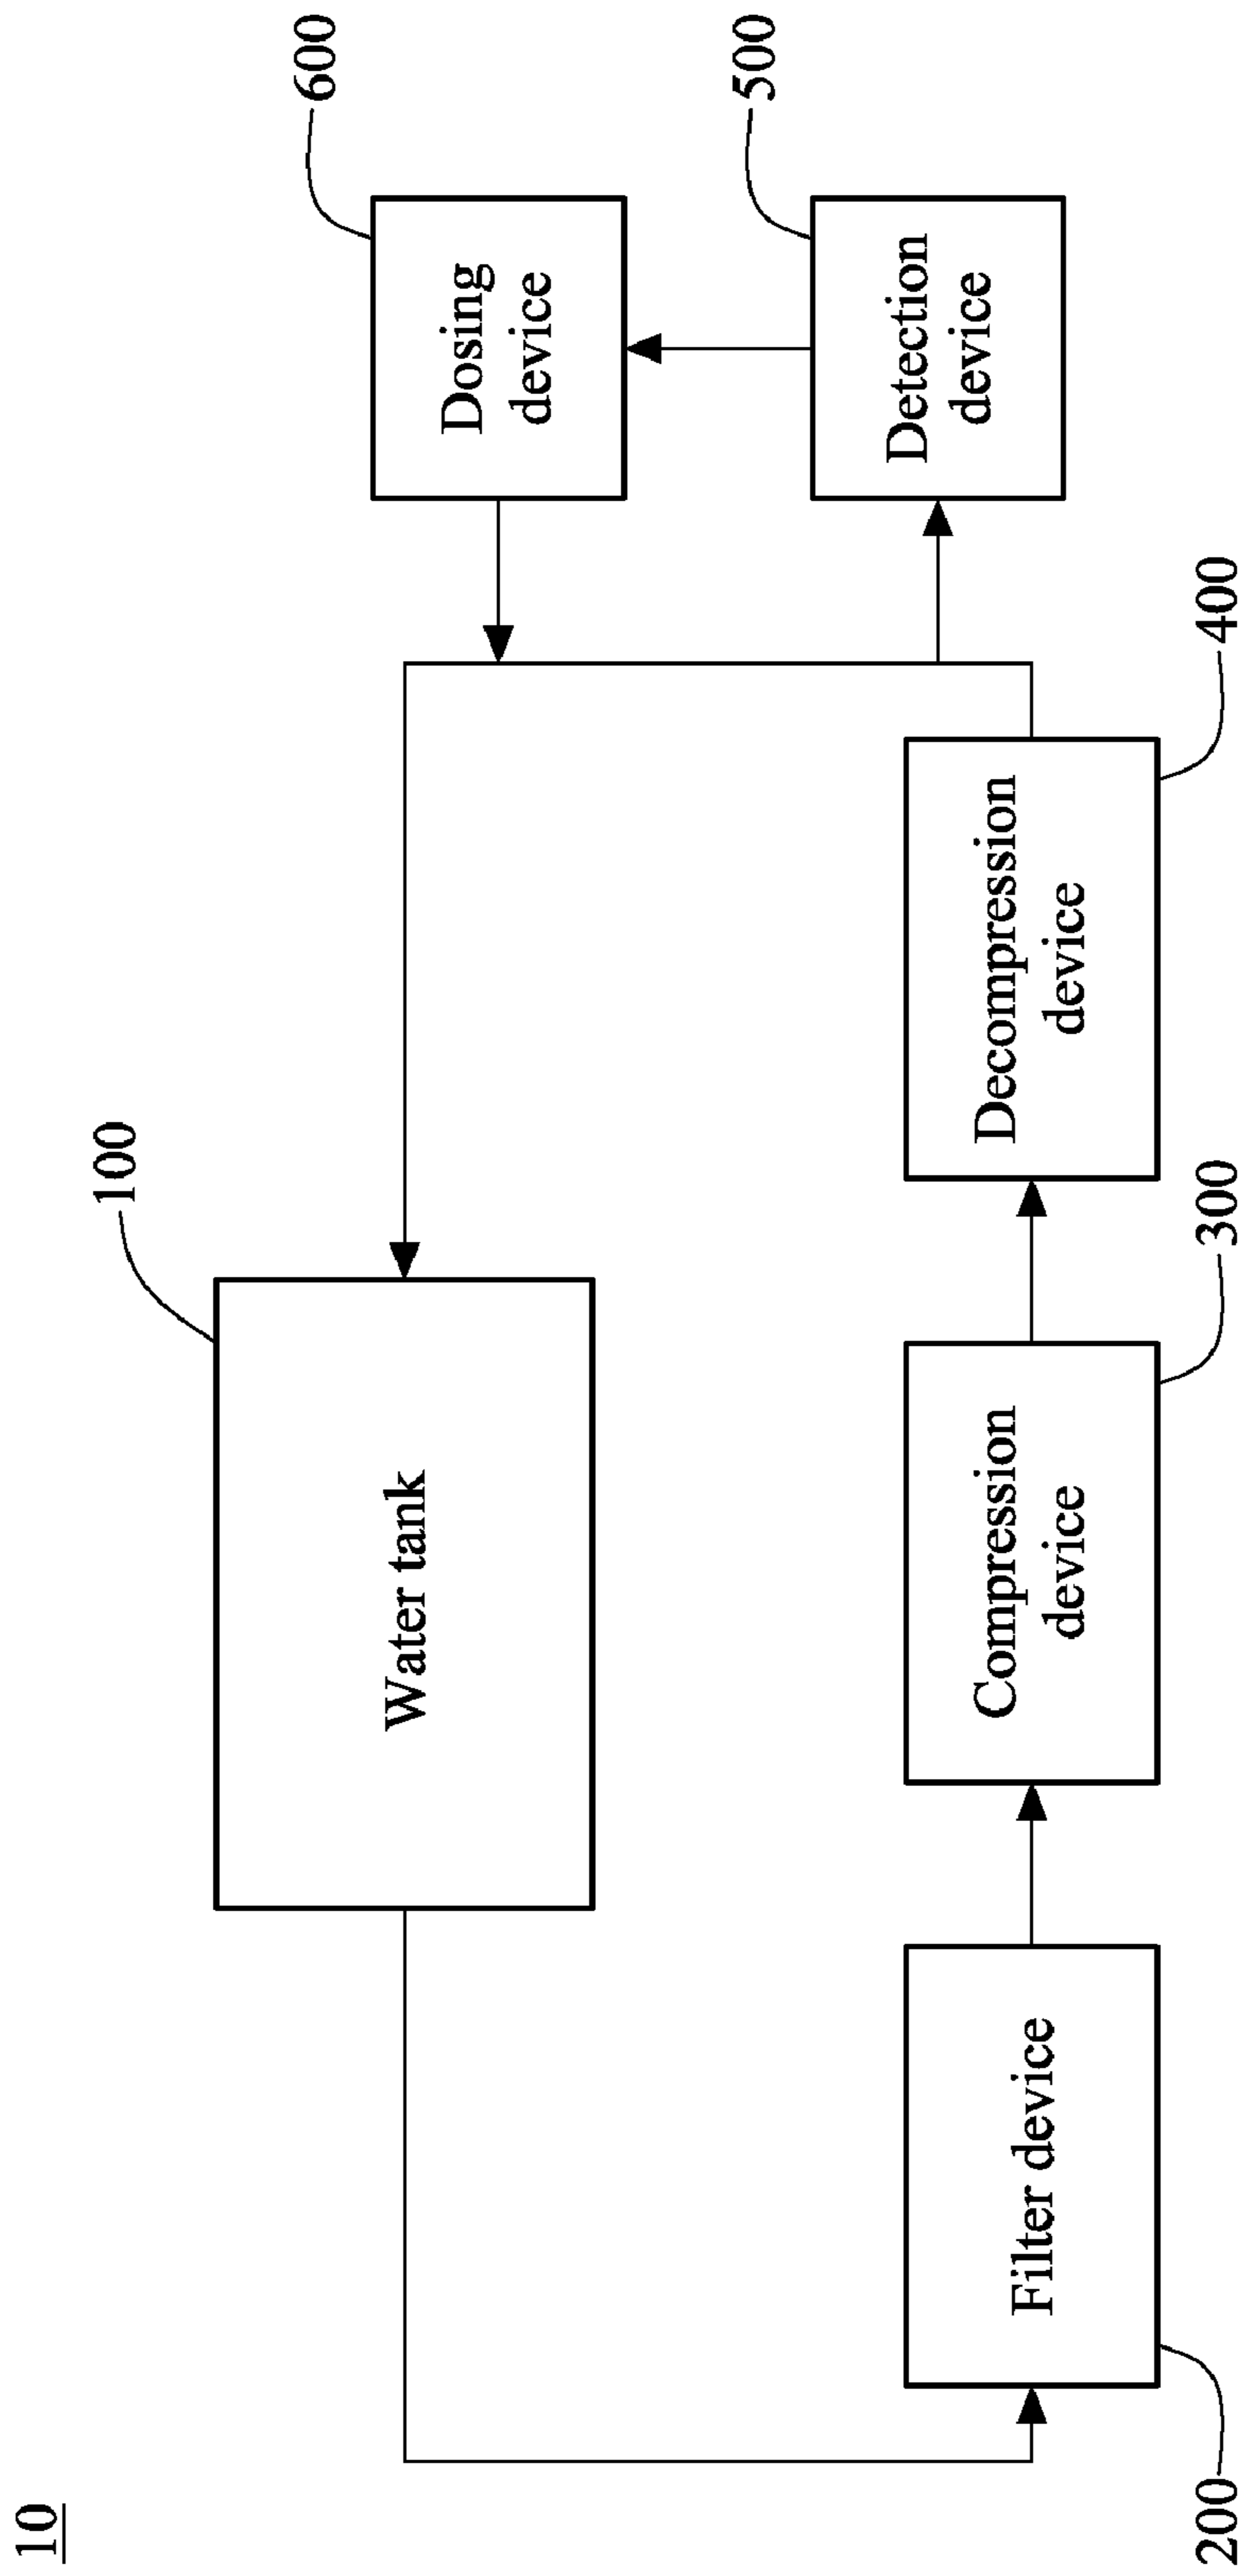 10
100
Water tank
600
Dosing
device
500
Detection
device
Filter device
200
Compression
device
300
Decompression
device
400